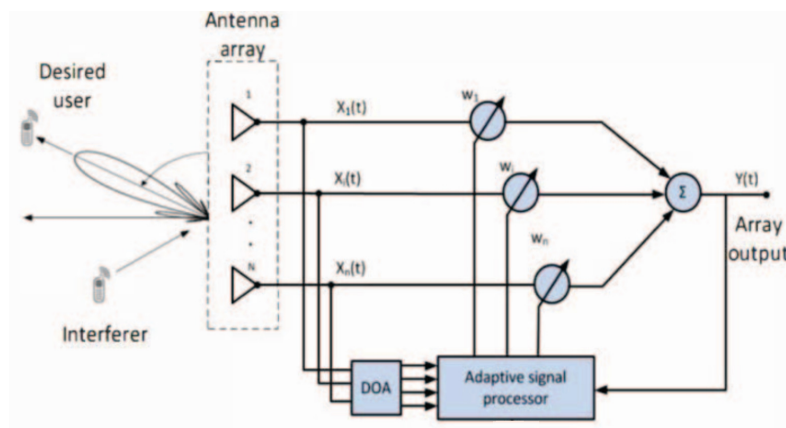 Antenna
array
Desired
user
1
X₁(t)
w₁
2
Xᵢ(t)
wᵢ
Σ
Y(t)
Array
output
N
Xₙ(t)
wₙ
Interferer
DOA
Adaptive signal
processor